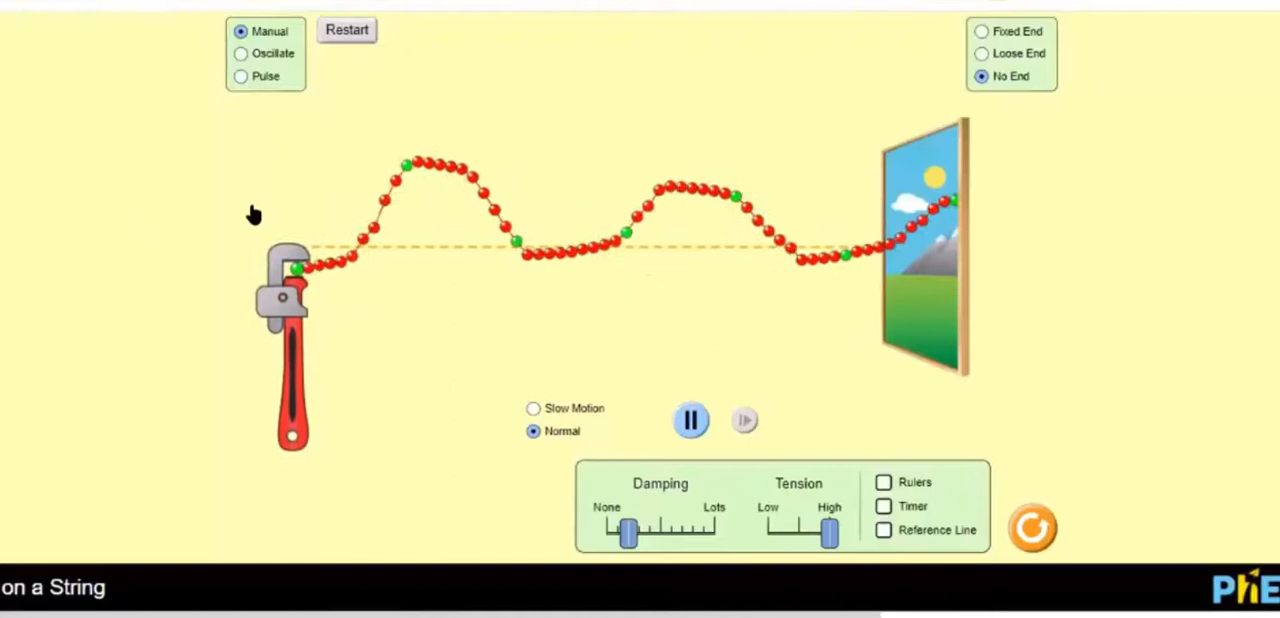 Manual
Oscillate
Pulse
Restart
Fixed End
Loose End
No End
Slow Motion
Normal
Damping
None
Lots
Tension
Low
High
Rulers
Timer
Reference Line
on a String
PhE